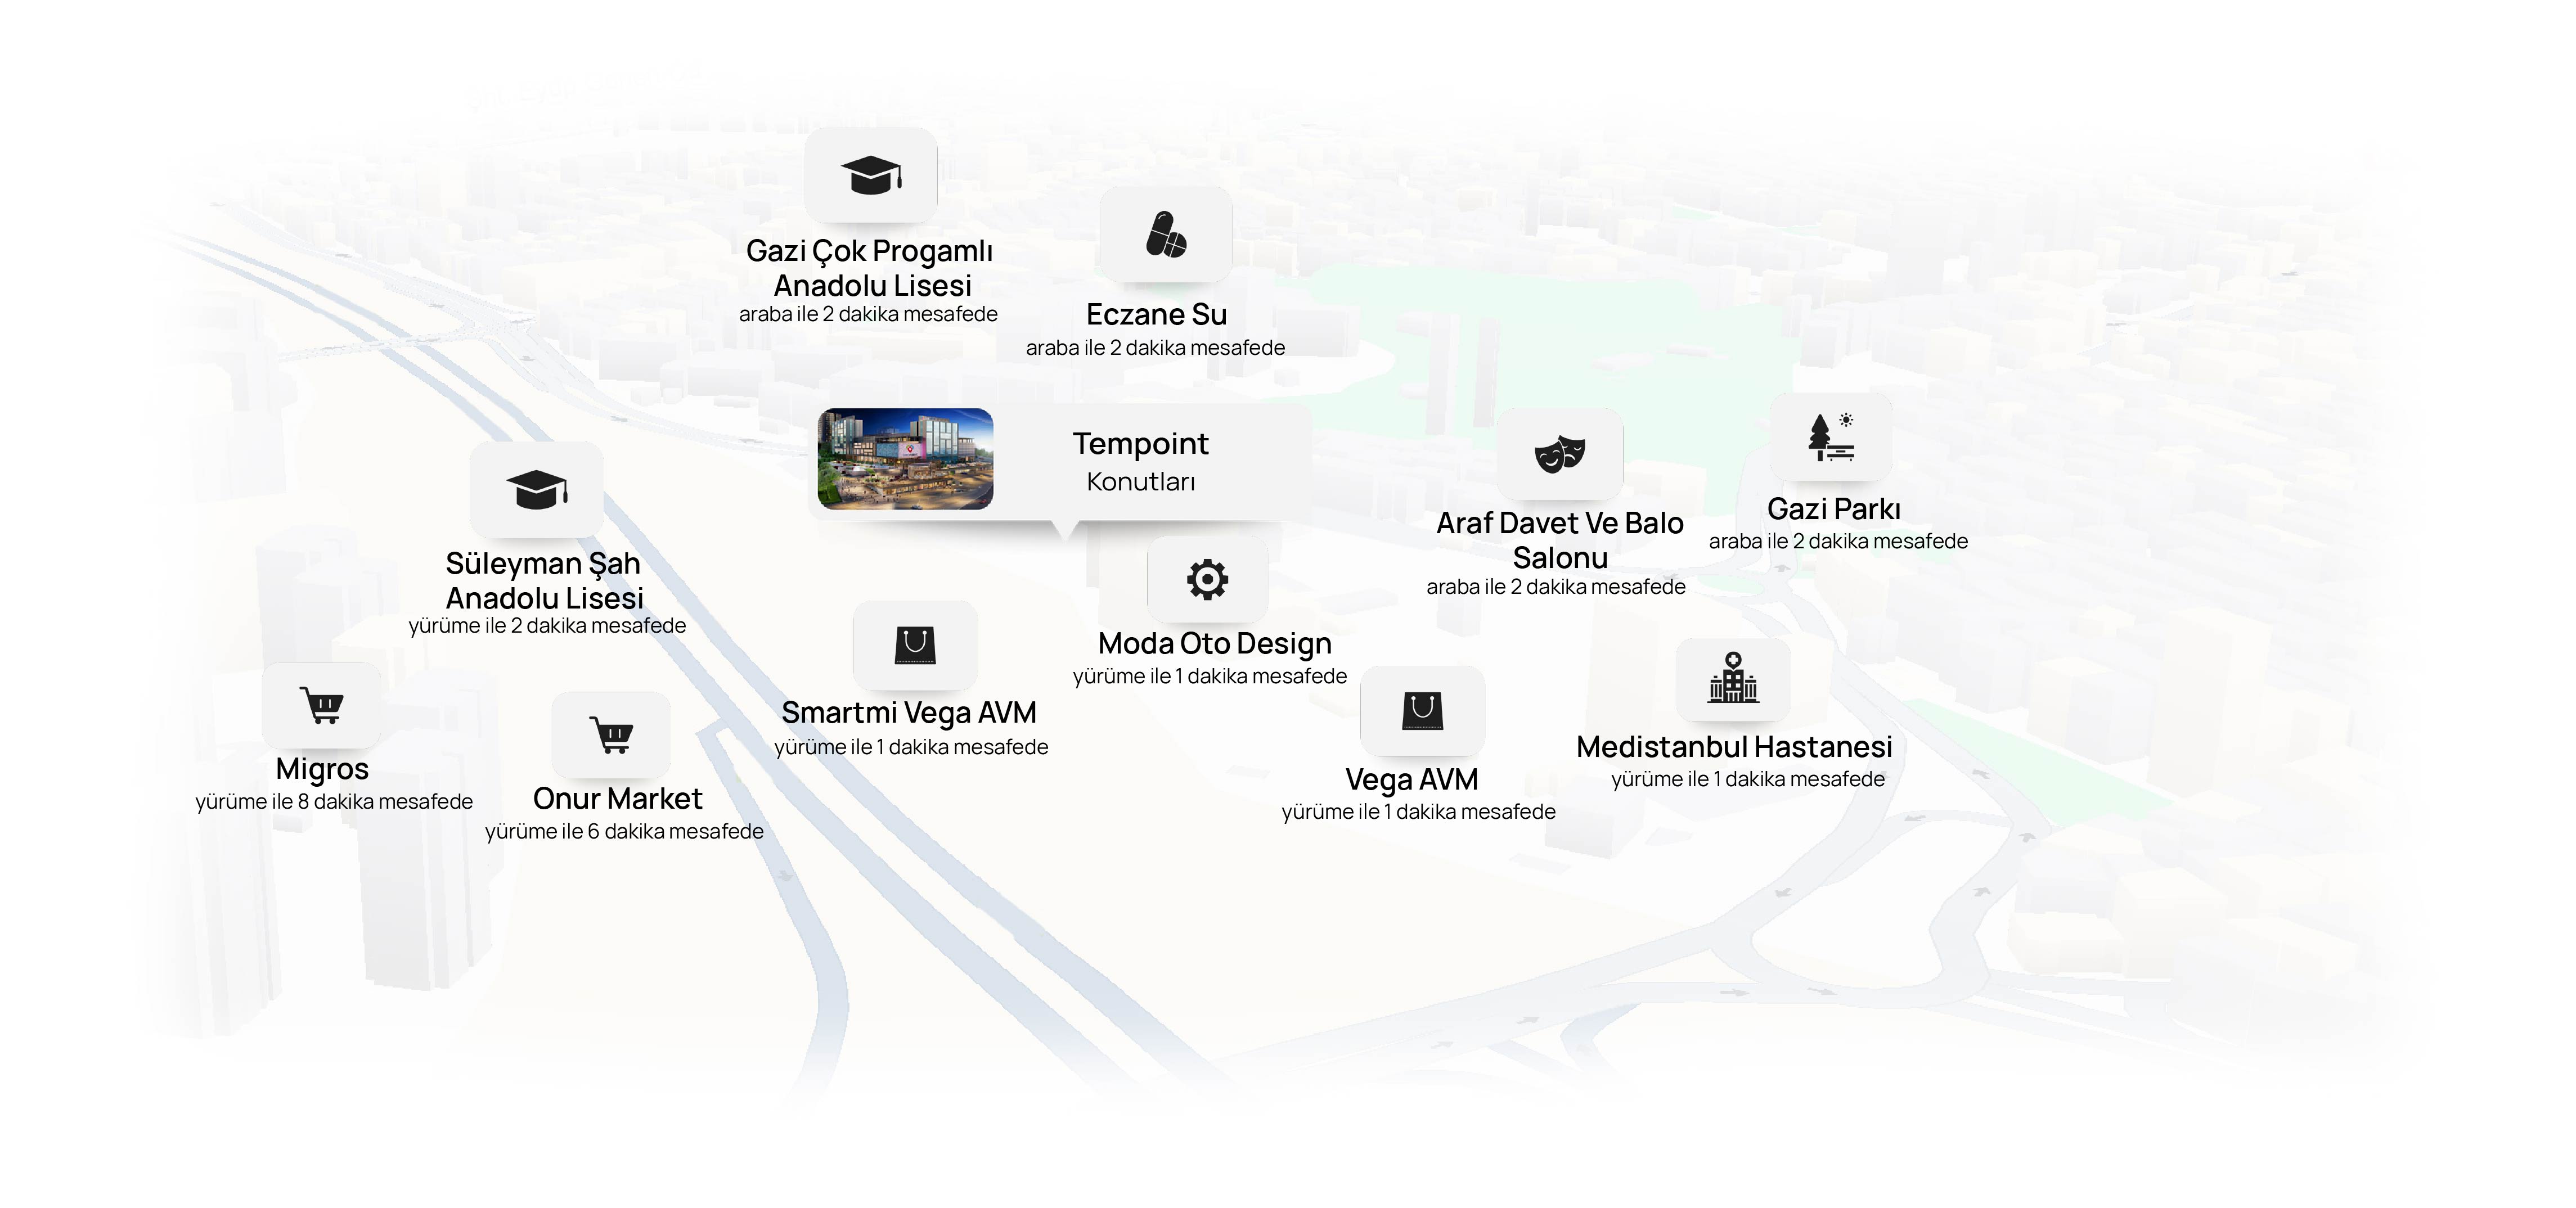 Gazi Çok Progamlı
Anadolu Lisesi
araba ile 2 dakika mesafede
Eczane Su
araba ile 2 dakika mesafede
Tempoint
Konutları
Süleyman Şah
Anadolu Lisesi
yürüme ile 2 dakika mesafede
Araf Davet Ve Balo
Salonu
araba ile 2 dakika mesafede
Gazi Parkı
araba ile 2 dakika mesafede
Moda Oto Design
yürüme ile 1 dakika mesafede
Smartmi Vega AVM
yürüme ile 1 dakika mesafede
Migros
yürüme ile 8 dakika mesafede
Onur Market
yürüme ile 6 dakika mesafede
Vega AVM
yürüme ile 1 dakika mesafede
Medistanbul Hastanesi
yürüme ile 1 dakika mesafede